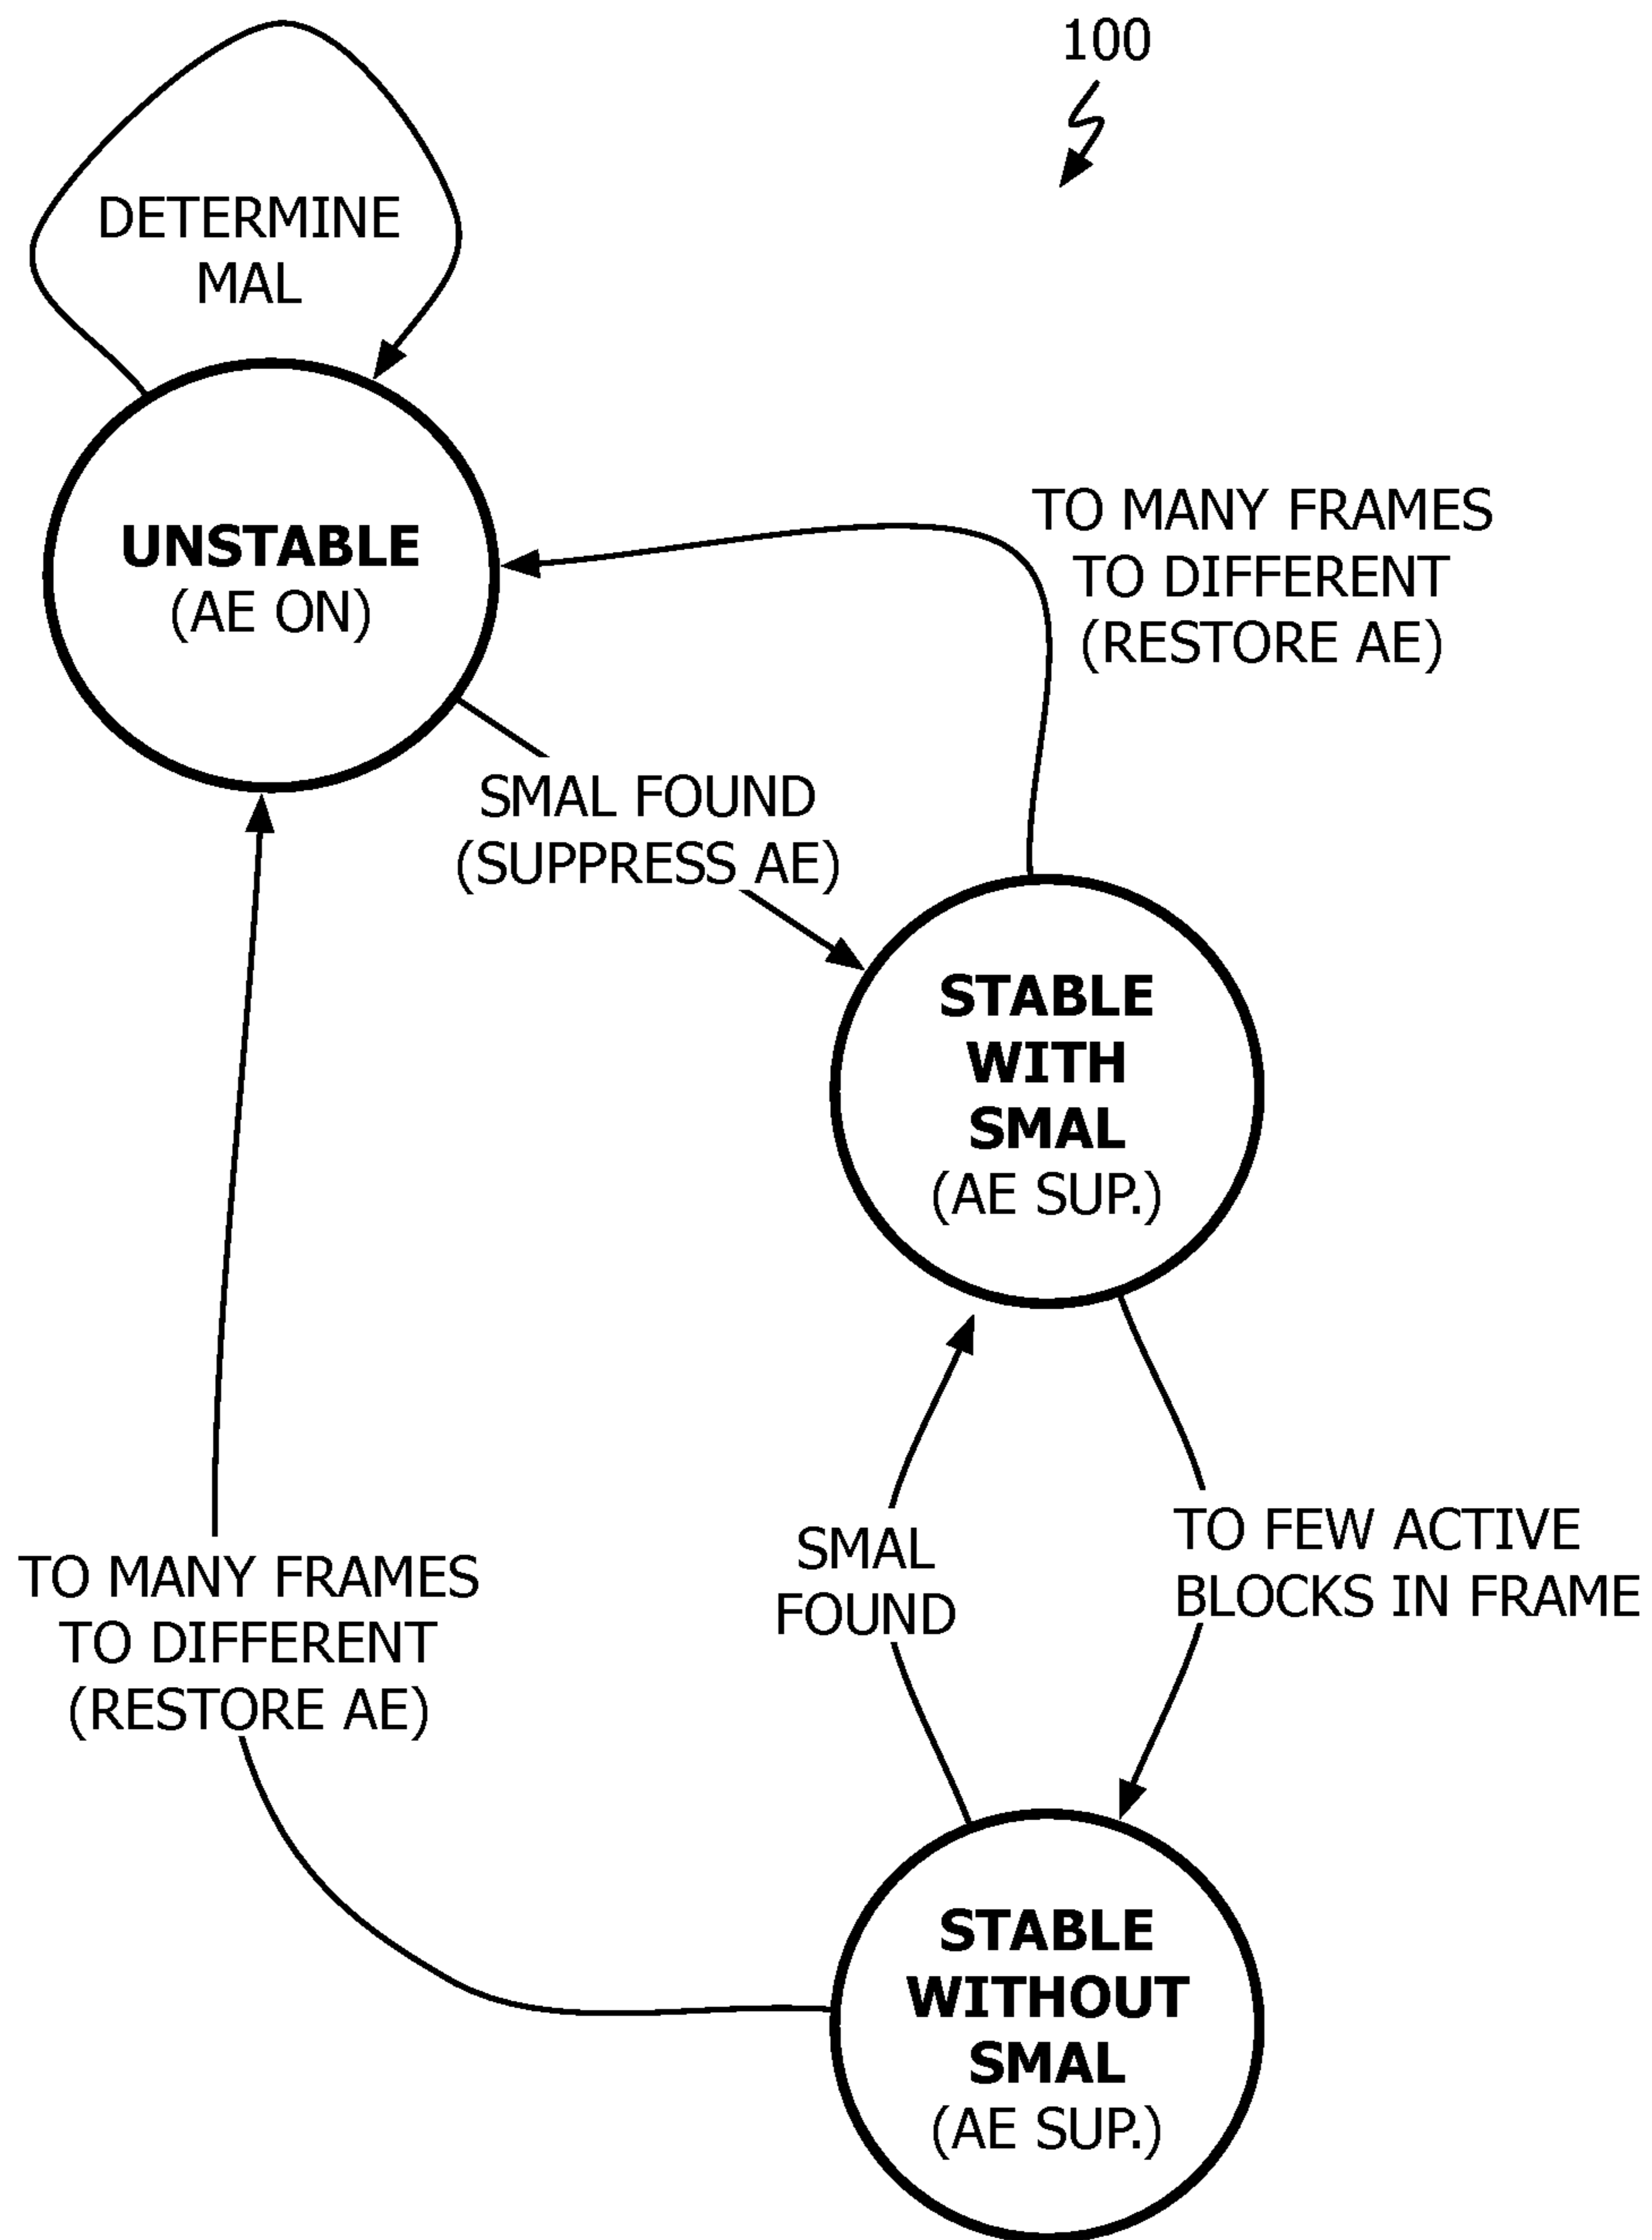 100
DETERMINE
MAL
UNSTABLE
(AE ON)
TO MANY FRAMES
TO DIFFERENT
(RESTORE AE)
SMAL FOUND
(SUPPRESS AE)
STABLE
WITH
SMAL
(AE SUP.)
SMAL
FOUND
TO FEW ACTIVE
BLOCKS IN FRAME
TO MANY FRAMES
TO DIFFERENT
(RESTORE AE)
STABLE
WITHOUT
SMAL
(AE SUP.)